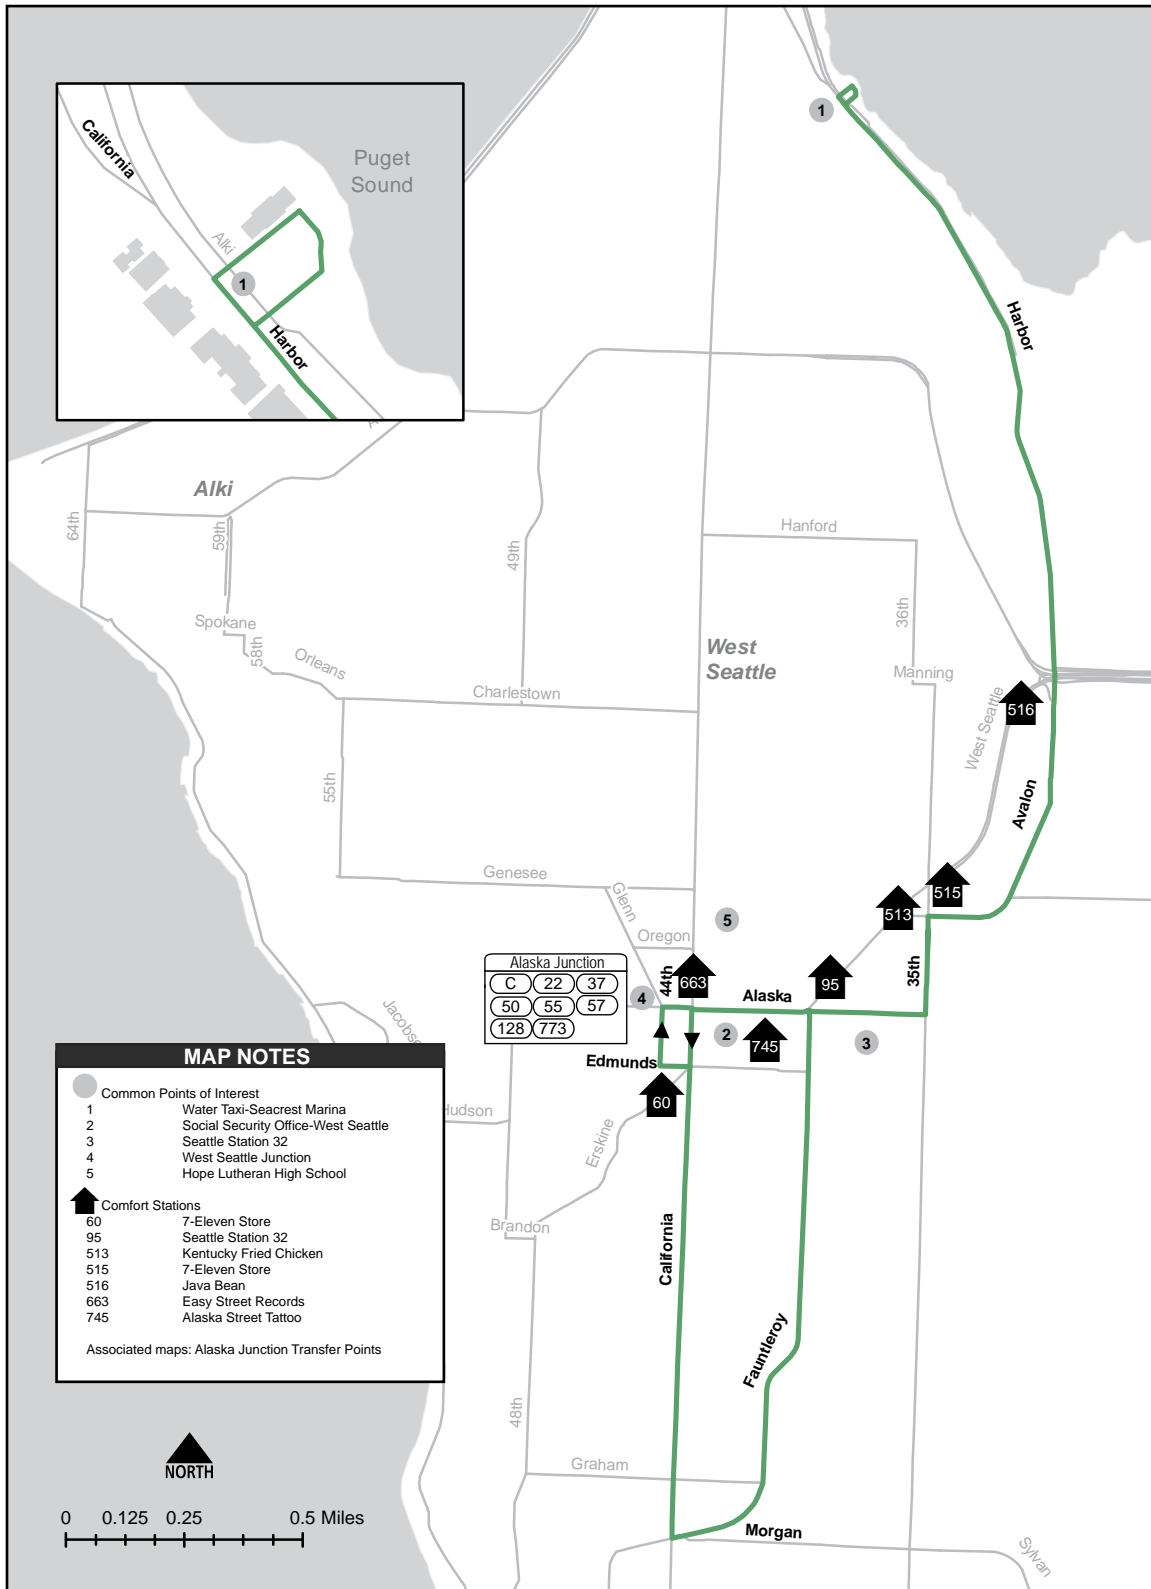 California
Puget
Sound
Alki
1
Harbor
1
Harbor
Alki
64th
59th
49th
Hanford
36th
Spokane
58th
Orleans
West
Seattle
Manning
Charlestown
West Seattle
516
55th
Avalon
Genesee
Glenn
515
513
5
Oregon
Alaska Junction
C 22 37
50 55 57
128 773
4
44th
663
Alaska
95
35th
2
745
3
Edmunds
60
Erskine
Hudson
Brandon
California
Fauntleroy
48th
Graham
Morgan
Sylvan
MAP NOTES
Common Points of Interest
1 Water Taxi-Seacrest Marina
2 Social Security Office-West Seattle
3 Seattle Station 32
4 West Seattle Junction
5 Hope Lutheran High School
Comfort Stations
60 7-Eleven Store
95 Seattle Station 32
513 Kentucky Fried Chicken
515 7-Eleven Store
516 Java Bean
663 Easy Street Records
745 Alaska Street Tattoo
Associated maps: Alaska Junction Transfer Points
NORTH
0 0.125 0.25 0.5 Miles